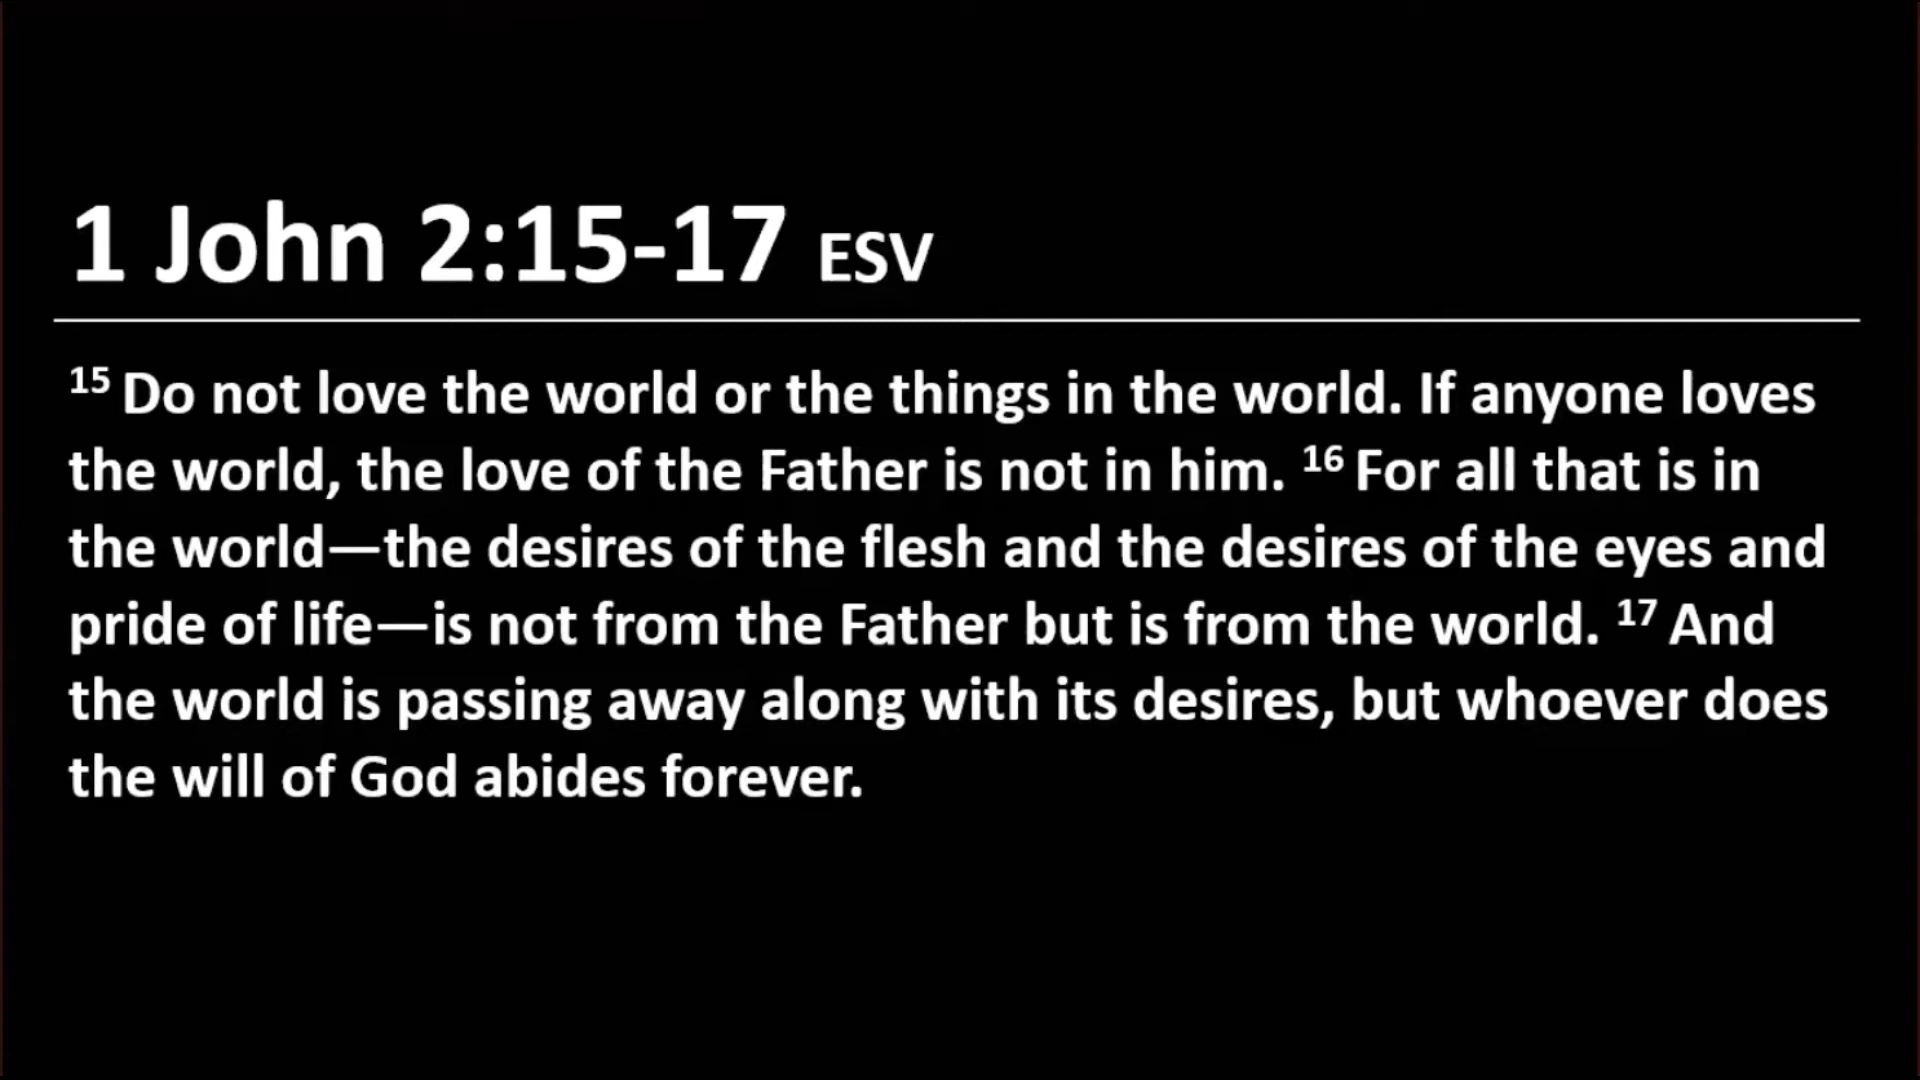 1 John 2:15-17 ESV
15 Do not love the world or the things in the world. If anyone loves
the world, the love of the Father is not in him. 16 For all that is in
the world—the desires of the flesh and the desires of the eyes and
pride of life—is not from the Father but is from the world. 17 And
the world is passing away along with its desires, but whoever does
the will of God abides forever.